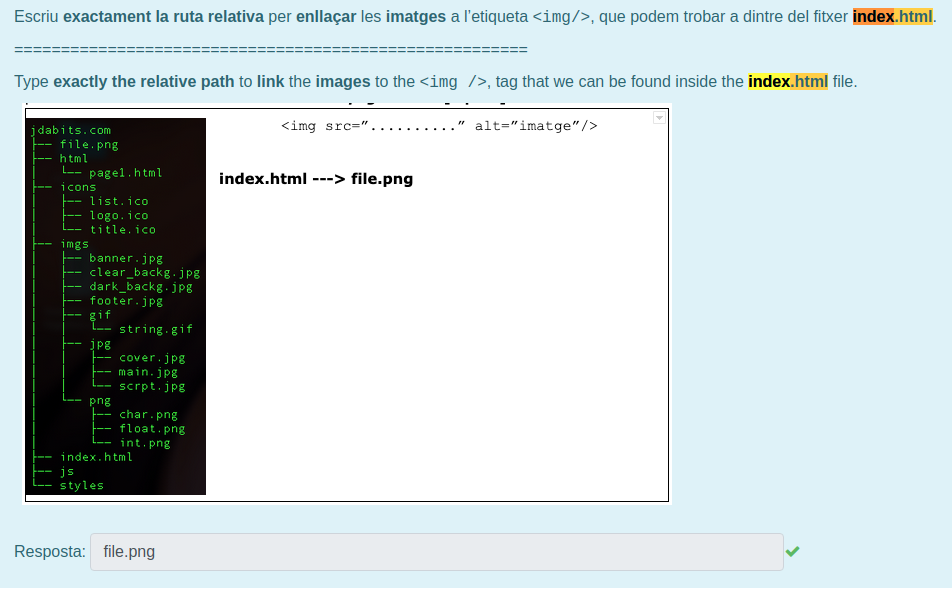 Escriu exactament la ruta relativa per enllaçar les imatges a l'etiqueta <img/>, que podem trobar a dintre del fitxer index.html.
=======================================================
Type exactly the relative path to link the images to the <img />, tag that we can be found inside the index.html file.
<img src=”..........” alt=”imatge”/>
index.html ---> file.png
jdabits.com
├── file.png
├── html
│   └── page1.html
├── icons
│   ├── list.ico
│   ├── logo.ico
│   └── title.ico
├── imgs
│   ├── banner.jpg
│   ├── clear_backg.jpg
│   ├── dark_backg.jpg
│   ├── footer.jpg
│   ├── gif
│   │   └── string.gif
│   ├── jpg
│   │   ├── cover.jpg
│   │   ├── main.jpg
│   │   └── scrpt.jpg
│   └── png
│       ├── char.png
│       ├── float.png
│       └── int.png
├── index.html
├── js
└── styles
Resposta: file.png